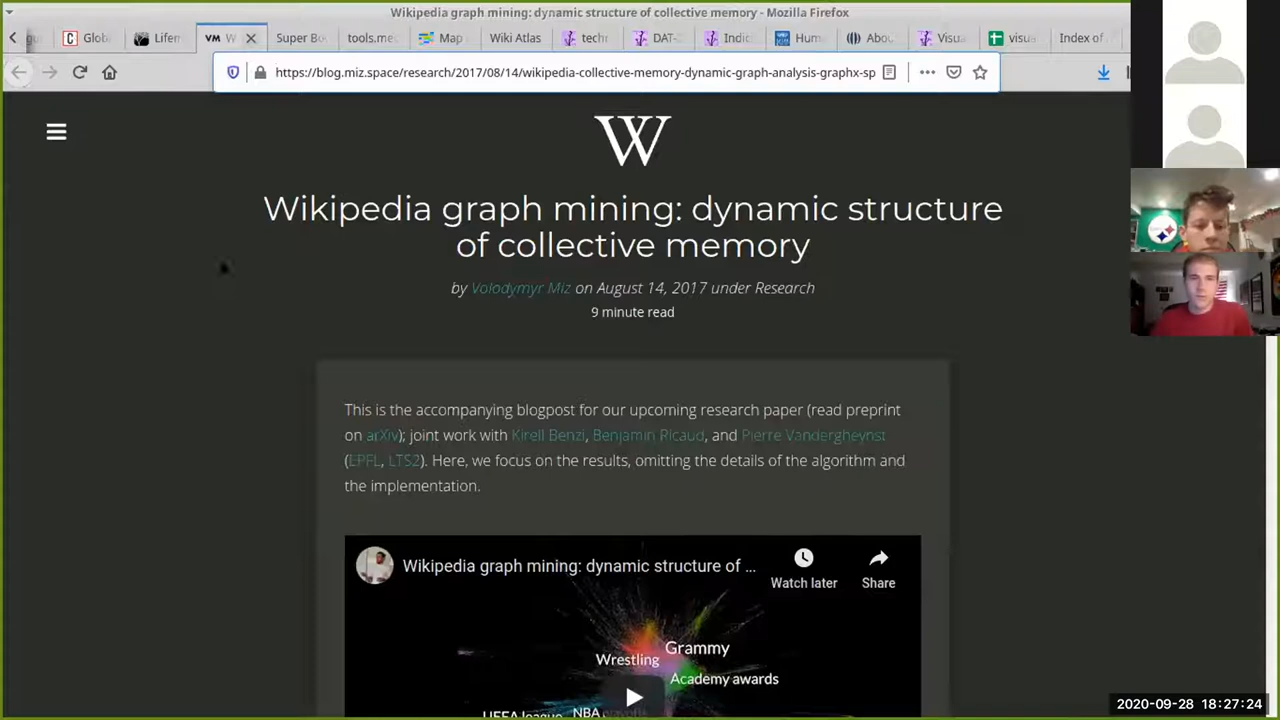 Wikipedia graph mining: dynamic structure of collective memory - Mozilla Firefox
Glob
Lifem
VM W
Super Bo
tools.me
Map
Wiki Atlas
techr
DAT-
Indic
Hum
Abou
Visua
visua
Index of
https://blog.miz.space/research/2017/08/14/wikipedia-collective-memory-dynamic-graph-analysis-graphx-sp
W
Wikipedia graph mining: dynamic structure
of collective memory
by Volodymyr Miz on August 14, 2017 under Research
9 minute read
This is the accompanying blogpost for our upcoming research paper (read preprint
on arXiv); joint work with Kirell Benzi, Benjamin Ricaud, and Pierre Vandergheynst
(EPFL, LTS2). Here, we focus on the results, omitting the details of the algorithm and
the implementation.
Wikipedia graph mining: dynamic structure of ...
Watch later
Share
Grammy
Wrestling
Academy awards
UEFA league
NBA playoffs
2020-09-28 18:27:24